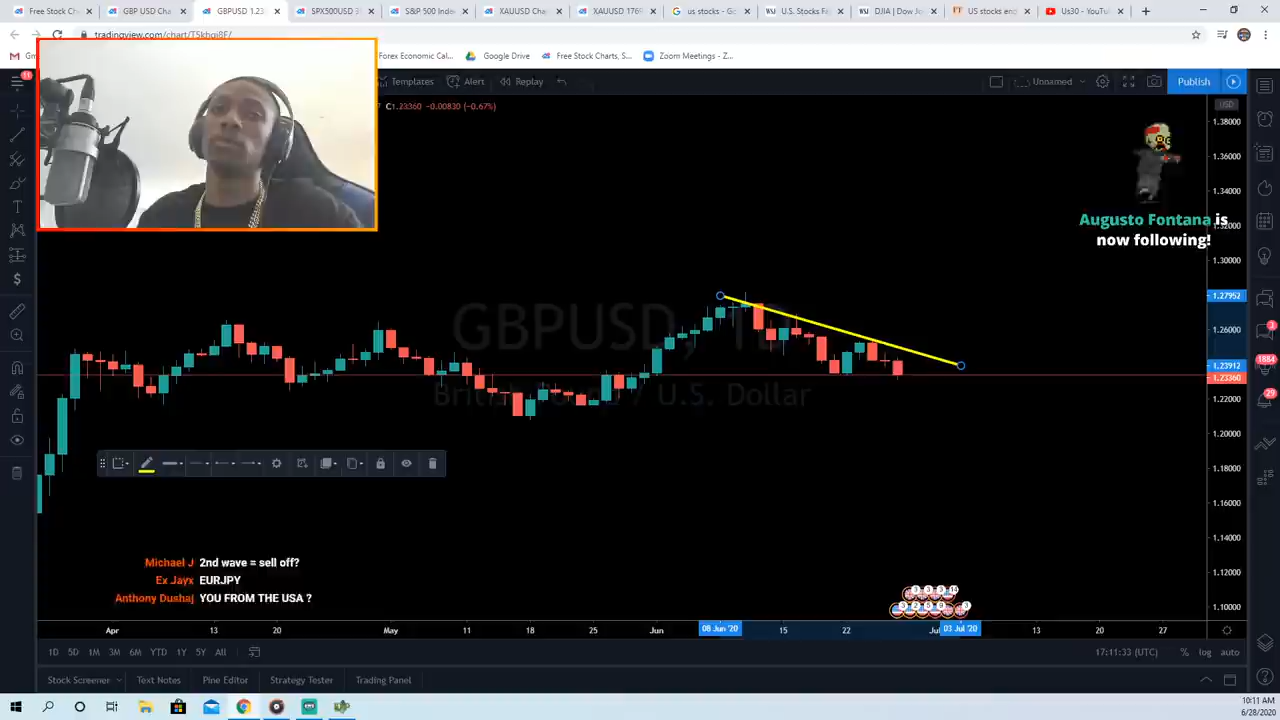 Free Stock C
GBP USD Cha
GBPUSD 1.23
SPX500USD 3
S&P 500 Inde
XAUUSD Cha
XAUUSD 176
us stocks - G
U.S. Stocks Fe
DJIA | Dow Jo
US stocks en
Us30 - YouTu
tradingview.com/chart/T5khqi8F/
Forex Economic Cal...
Google Drive
Free Stock Charts, S...
Zoom Meetings - Z...
11
Templates
Alert
Replay
Unnamed
Publish
C1.23360 -0.00830 (-0.67%)
USD
1.38000
1.36000
1.34000
1.32000
1.30000
1.27952
1.26000
1.23912
1.23360
1.22000
1.20000
1.18000
1.16000
1.14000
1.12000
1.10000
Augusto Fontana is
now following!
GBPUSD, 1D
British Pound / U.S. Dollar
3
1884
29
Michael J 2nd wave = sell off?
Ex Jayx EURJPY
Anthony Dushaj YOU FROM THE USA ?
Apr 13 20 May 11 18 25 Jun 08 Jun '20 15 22 Jul 03 Jul '20 13 20 27
1D 5D 1M 3M 6M YTD 1Y 5Y All
17:11:33 (UTC) % log auto
Stock Screener Text Notes Pine Editor Strategy Tester Trading Panel
10:11 AM
6/28/2020